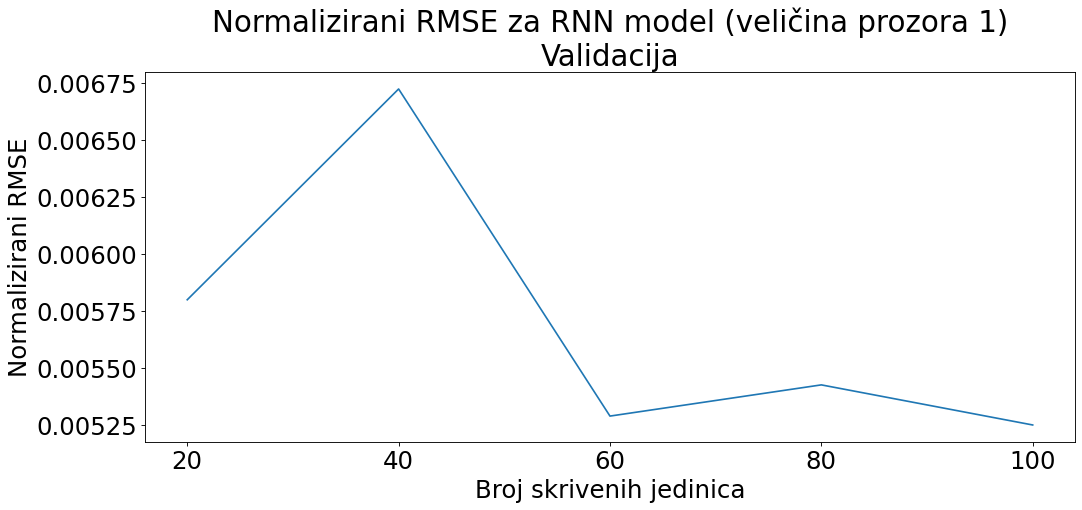 Normalizirani RMSE za RNN model (veličina prozora 1)
Validacija
Normalizirani RMSE
0.00675
0.00650
0.00625
0.00600
0.00575
0.00550
0.00525
20 40 60 80 100
Broj skrivenih jedinica